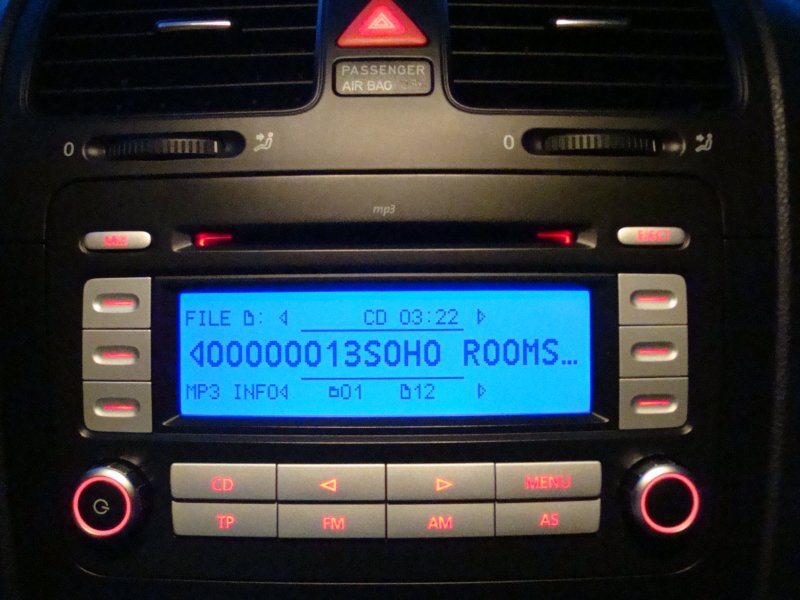 PASSENGER
AIR BAG
0
0
mp3
EJECT
FILE : CD 03:22
000000013SOHO ROOMS…
MP3 INFO 01 12
CD
MENU
TP
FM
AM
AS